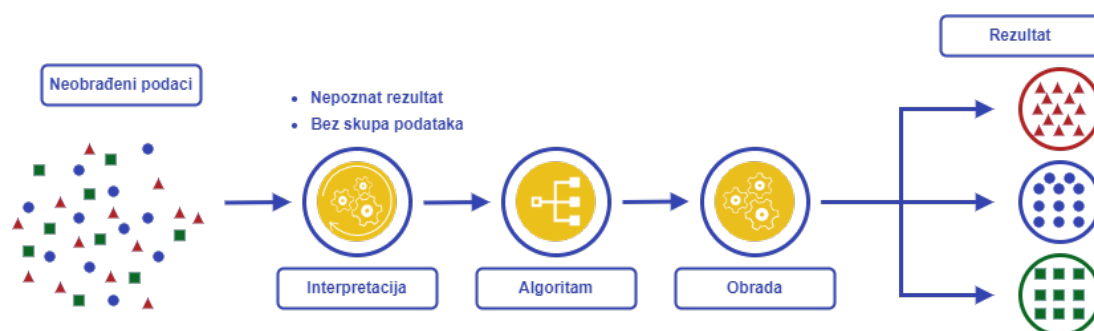 Neobrađeni podaci
• Nepoznat rezultat
• Bez skupa podataka
Interpretacija
Algoritam
Obrada
Rezultat